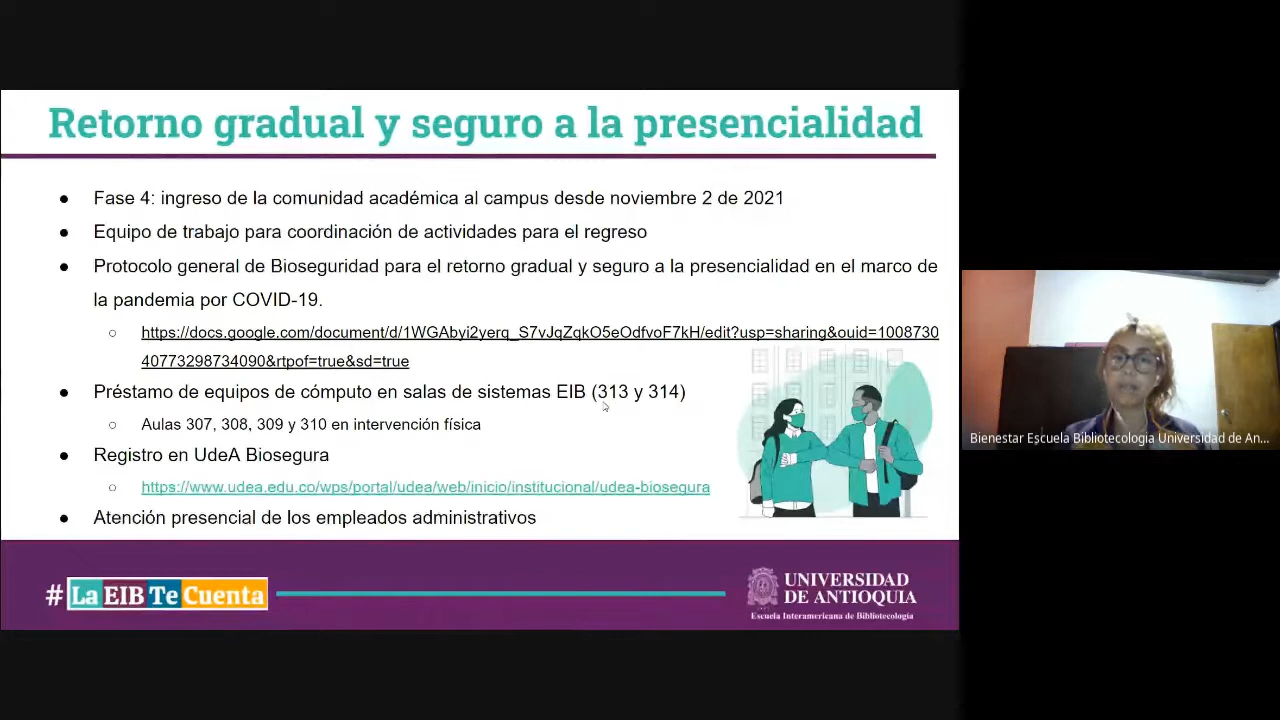 Retorno gradual y seguro a la presencialidad
● Fase 4: ingreso de la comunidad académica al campus desde noviembre 2 de 2021
● Equipo de trabajo para coordinación de actividades para el regreso
● Protocolo general de Bioseguridad para el retorno gradual y seguro a la presencialidad en el marco de
la pandemia por COVID-19.
○ https://docs.google.com/document/d/1WGAbyi2yerq_S7vJqZqkO5eOdfvoF7kH/edit?usp=sharing&ouid=1008730
40773298734090&rtpof=true&sd=true
● Préstamo de equipos de cómputo en salas de sistemas EIB (313 y 314)
○ Aulas 307, 308, 309 y 310 en intervención física
● Registro en UdeA Biosegura
○ https://www.udea.edu.co/wps/portal/udea/web/inicio/institucional/udea-biosegura
● Atención presencial de los empleados administrativos
Bienestar Escuela Bibliotecologia Universidad de An...
# La EIB Te Cuenta
UNIVERSIDAD
DE ANTIOQUIA
Escuela Interamericana de Bibliotecología